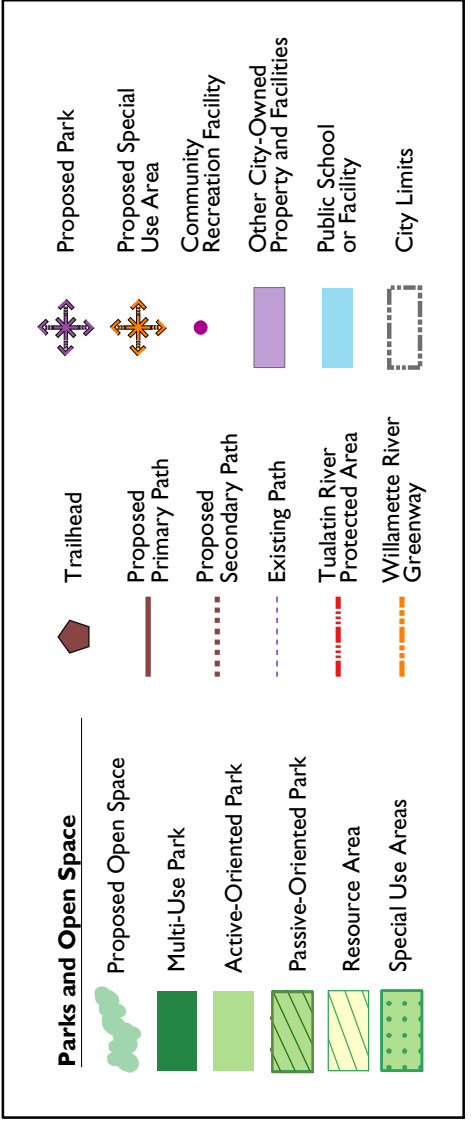 Parks and Open Space
Proposed Open Space
Multi-Use Park
Active-Oriented Park
Passive-Oriented Park
Resource Area
Special Use Areas
Trailhead
Proposed
Primary Path
Proposed
Secondary Path
Existing Path
Tualatin River
Protected Area
Willamette River
Greenway
Proposed Park
Proposed Special
Use Area
Community
Recreation Facility
Other City-Owned
Property and Facilities
Public School
or Facility
City Limits